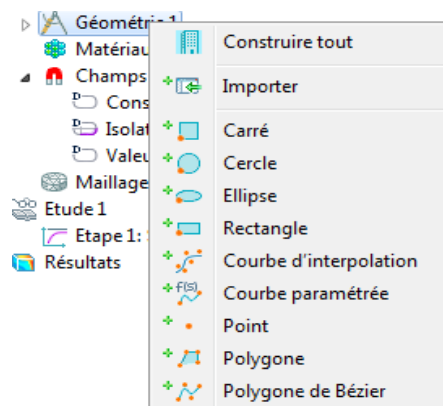 Géométrie 1
Matériau
Champs
Cons
Isolat
Valeu
Maillage
Etude 1
Etape 1:
Résultats
Construire tout
Importer
Carré
Cercle
Ellipse
Rectangle
Courbe d'interpolation
f(s)
Courbe paramétrée
Point
Polygone
Polygone de Bézier